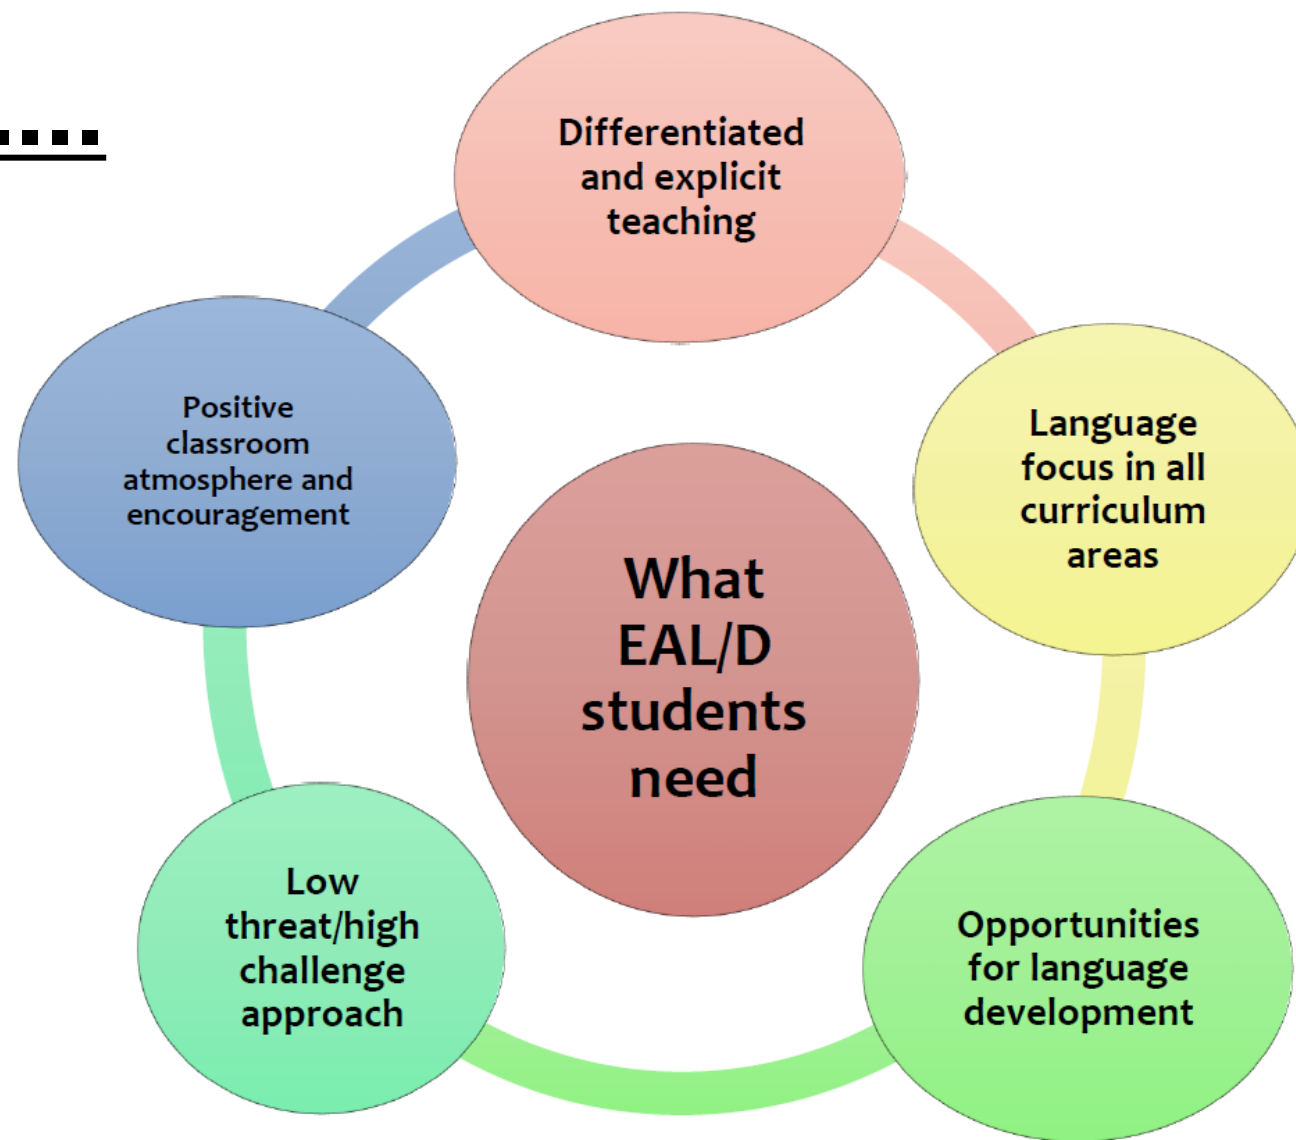 Differentiated
and explicit
teaching
Positive
classroom
atmosphere and
encouragement
Language
focus in all
curriculum
areas
What
EAL/D
students
need
Low
threat/high
challenge
approach
Opportunities
for language
development